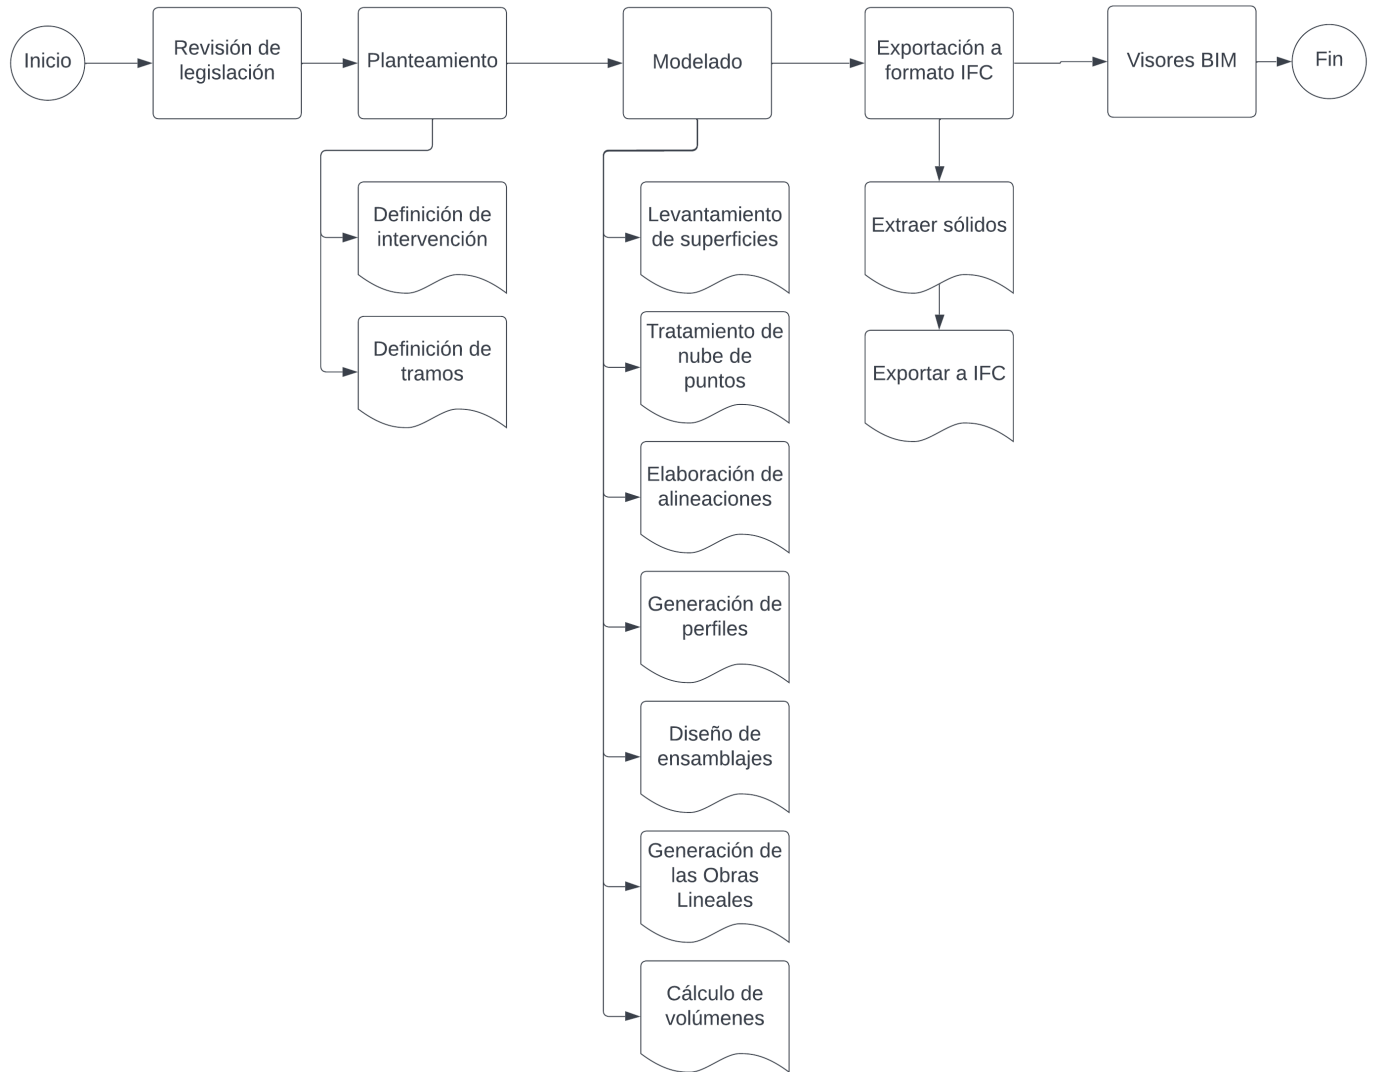 Inicio
Revisión de
legislación
Planteamiento
Modelado
Exportación a
formato IFC
Visores BIM
Fin
Definición de
intervención
Definición de
tramos
Levantamiento
de superficies
Tratamiento de
nube de
puntos
Elaboración de
alineaciones
Generación de
perfiles
Diseño de
ensamblajes
Generación de
las Obras
Lineales
Cálculo de
volúmenes
Extraer sólidos
Exportar a IFC